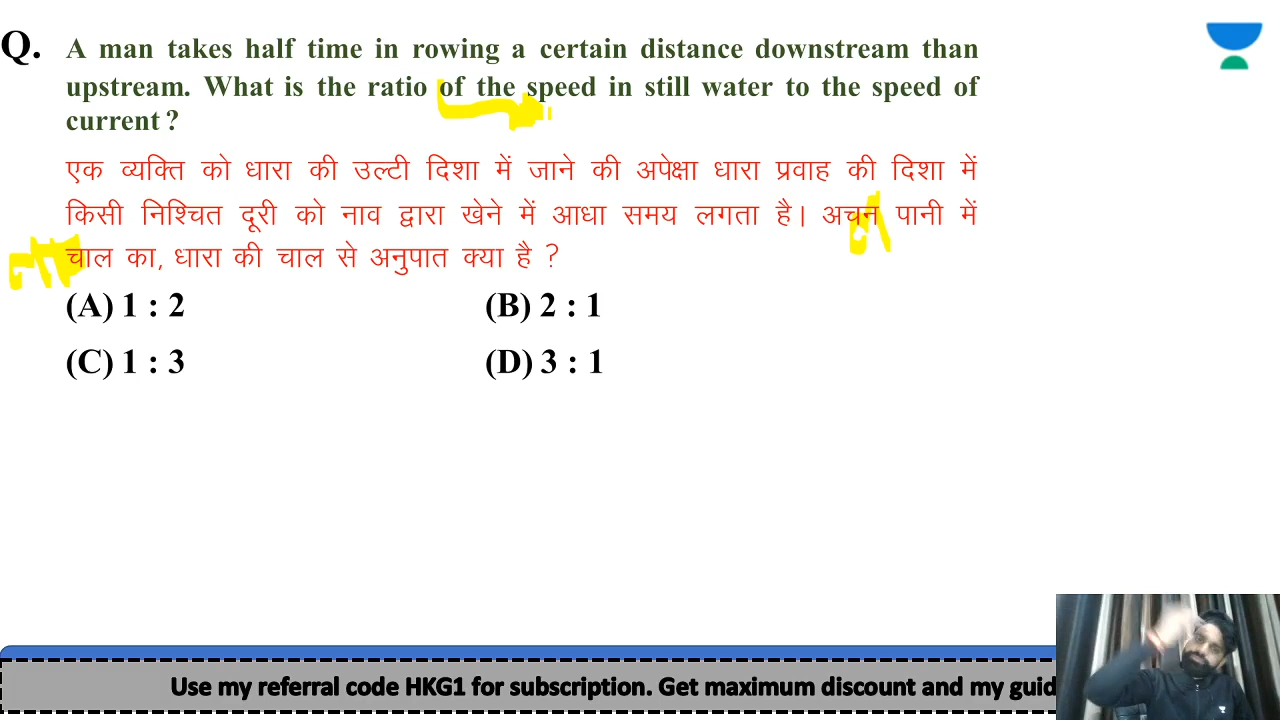 Q. A man takes half time in rowing a certain distance downstream than
upstream. What is the ratio of the speed in still water to the speed of
current ?
एक व्यक्ति को धारा की उल्टी दिशा में जाने की अपेक्षा धारा प्रवाह की दिशा में
किसी निश्चित दूरी को नाव द्वारा खेने में आधा समय लगता है। अचन पानी में
चाल का, धारा की चाल से अनुपात क्या है ?
(A) 1 : 2 (B) 2 : 1
(C) 1 : 3 (D) 3 : 1
Use my referral code HKG1 for subscription. Get maximum discount and my guid